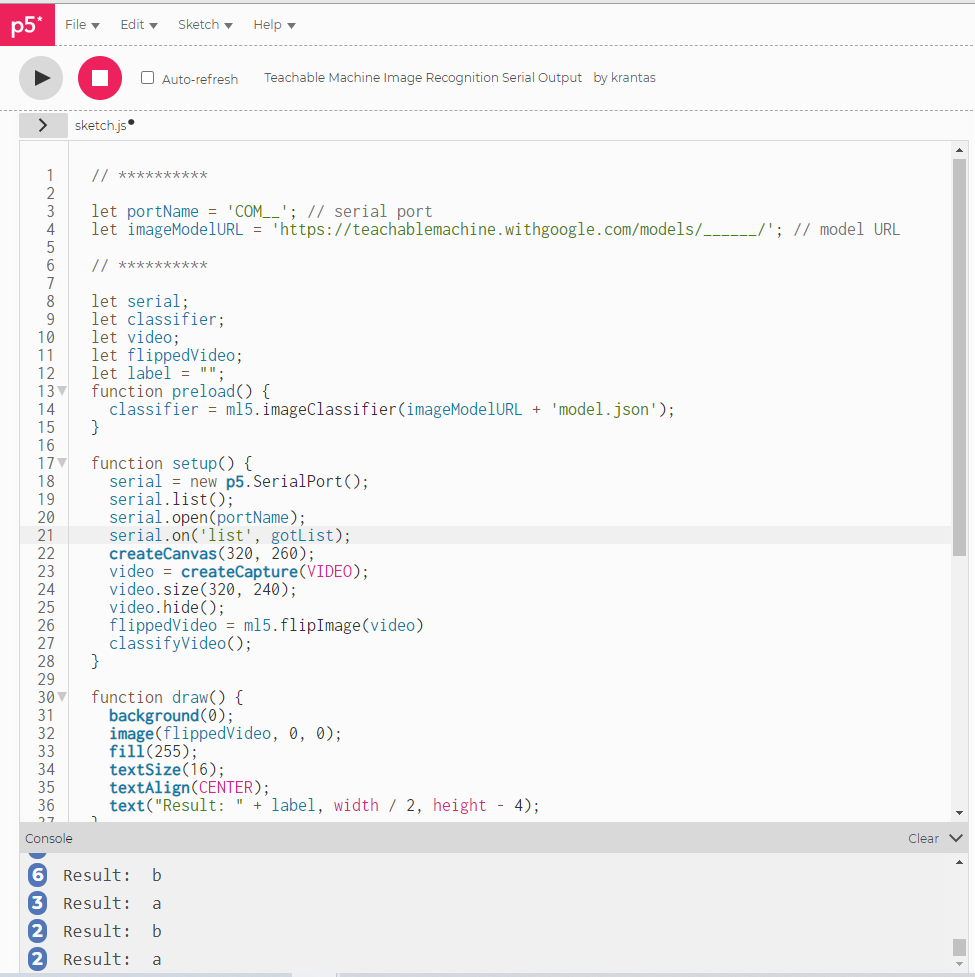 p5* File Edit Sketch Help
Auto-refresh Teachable Machine Image Recognition Serial Output by krantas
sketch.js
1 // **********
2
3 let portName = 'COM__'; // serial port
4 let imageModelURL = 'https://teachablemachine.withgoogle.com/models/______/'; // model URL
5
6 // **********
7
8 let serial;
9 let classifier;
10 let video;
11 let flippedVideo;
12 let label = "";
13 function preload() {
14 classifier = ml5.imageClassifier(imageModelURL + 'model.json');
15 }
16
17 function setup() {
18 serial = new p5.SerialPort();
19 serial.list();
20 serial.open(portName);
21 serial.on('list', gotList);
22 createCanvas(320, 260);
23 video = createCapture(VIDEO);
24 video.size(320, 240);
25 video.hide();
26 flippedVideo = ml5.flipImage(video)
27 classifyVideo();
28 }
29
30 function draw() {
31 background(0);
32 image(flippedVideo, 0, 0);
33 fill(255);
34 textSize(16);
35 textAlign(CENTER);
36 text("Result: " + label, width / 2, height - 4);
37 }
Console Clear
6 Result: b
3 Result: a
2 Result: b
2 Result: a